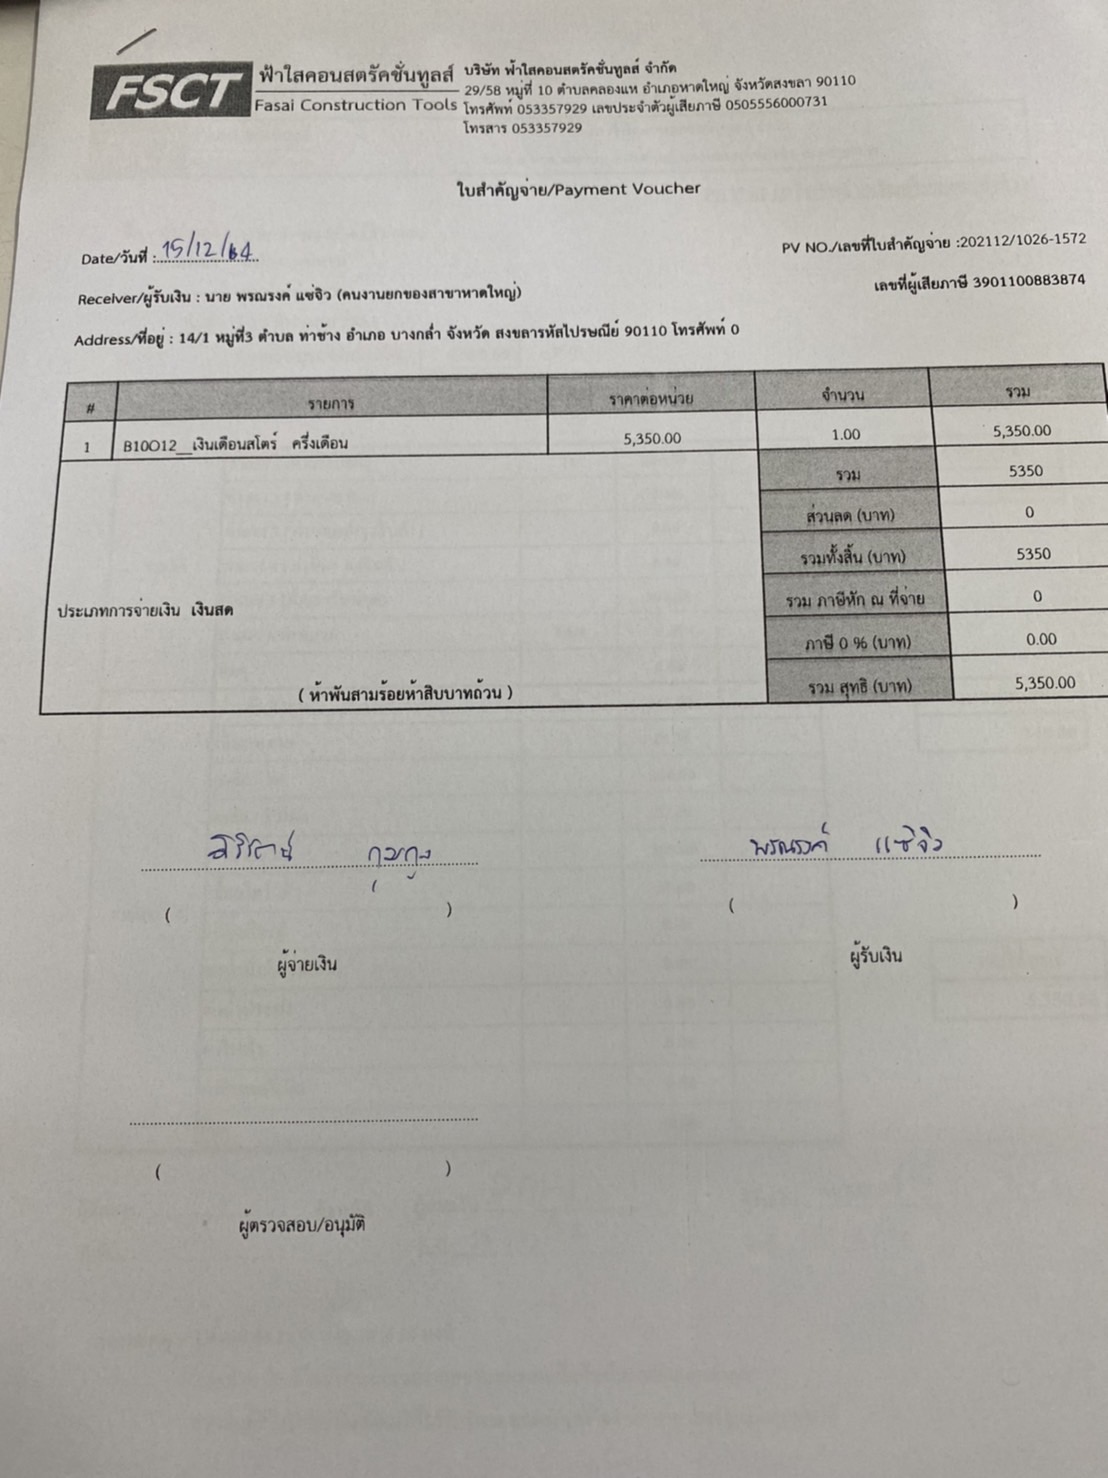 FSCT
ฟ้าใสคอนสตรัคชั่นทูลส์
Fasai Construction Tools
บริษัท ฟ้าใสคอนสตรัคชั่นทูลส์ จำกัด
29/58 หมู่ที่ 10 ตำบลคลองแห อำเภอหาดใหญ่ จังหวัดสงขลา 90110
โทรศัพท์ 053357929 เลขประจำตัวผู้เสียภาษี 0505556000731
โทรสาร 053357929
ใบสำคัญจ่าย/Payment Voucher
Date/วันที่ : 15/12/64
PV NO./เลขที่ใบสำคัญจ่าย :202112/1026-1572
Receiver/ผู้รับเงิน : นาย พรณรงค์ แซ่จิว (คนงานยกของสาขาหาดใหญ่)
เลขที่ผู้เสียภาษี 3901100883874
Address/ที่อยู่ : 14/1 หมู่ที่3 ตำบล ท่าช้าง อำเภอ บางกล่ำ จังหวัด สงขลารหัสไปรษณีย์ 90110 โทรศัพท์ 0
# รายการ ราคาต่อหน่วย จำนวน รวม
1 B10O12__เงินเดือนสโตร์ ครึ่งเดือน 5,350.00 1.00 5,350.00
รวม 5350
ส่วนลด (บาท) 0
รวมทั้งสิ้น (บาท) 5350
ประเภทการจ่ายเงิน เงินสด รวม ภาษีหัก ณ ที่จ่าย 0
ภาษี 0 % (บาท) 0.00
( ห้าพันสามร้อยห้าสิบบาทถ้วน ) รวม สุทธิ (บาท) 5,350.00
พรณรงค์ แซ่จิว
( ) ( )
ผู้จ่ายเงิน ผู้รับเงิน
( )
ผู้ตรวจสอบ/อนุมัติ